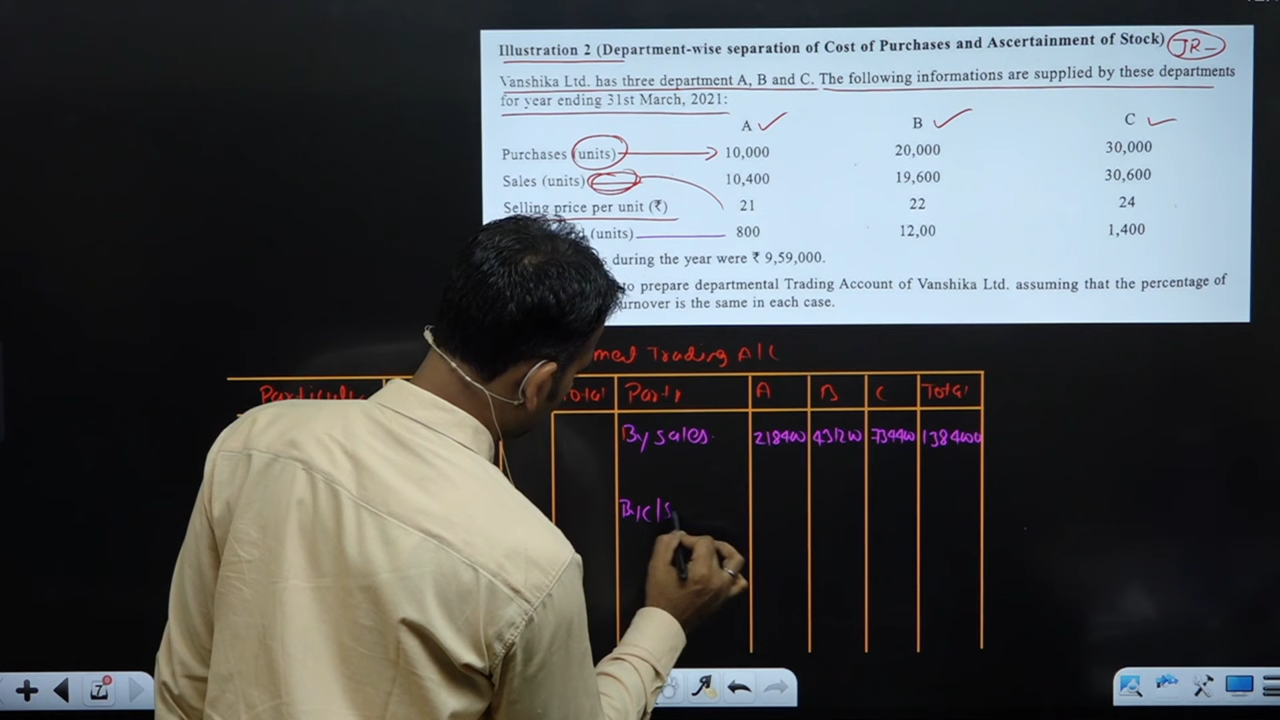 Illustration 2 (Department-wise separation of Cost of Purchases and Ascertainment of Stock) JR
Vanshika Ltd. has three department A, B and C. The following informations are supplied by these departments
for year ending 31st March, 2021:
A B C
Purchases (units) 10,000 20,000 30,000
Sales (units) 10,400 19,600 30,600
Selling price per unit (₹) 21 22 24
(units) 800 12,00 1,400
during the year were ₹ 9,59,000.
to prepare departmental Trading Account of Vanshika Ltd. assuming that the percentage of
turnover is the same in each case.
Trading A/C
Total Parti A B C Total
By sales. 218400 431200 734400 1384000
By C/S
7